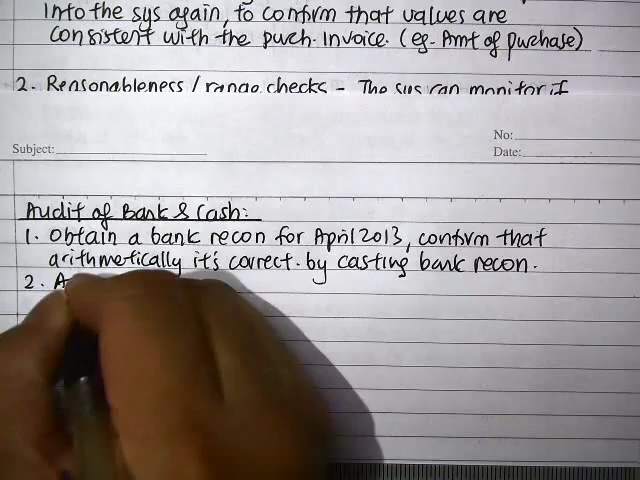 into the sys again, to confirm that values are
consistent with the purch. Invoice. (eg. Amt of purchase)
2. Reasonableness / range checks - The sys can monitor if
No:
Subject:
Date:
Audit of Bank & Cash:
1. Obtain a bank recon for April 2013, confirm that
arithmetically it's correct. by casting bank recon.
2. A